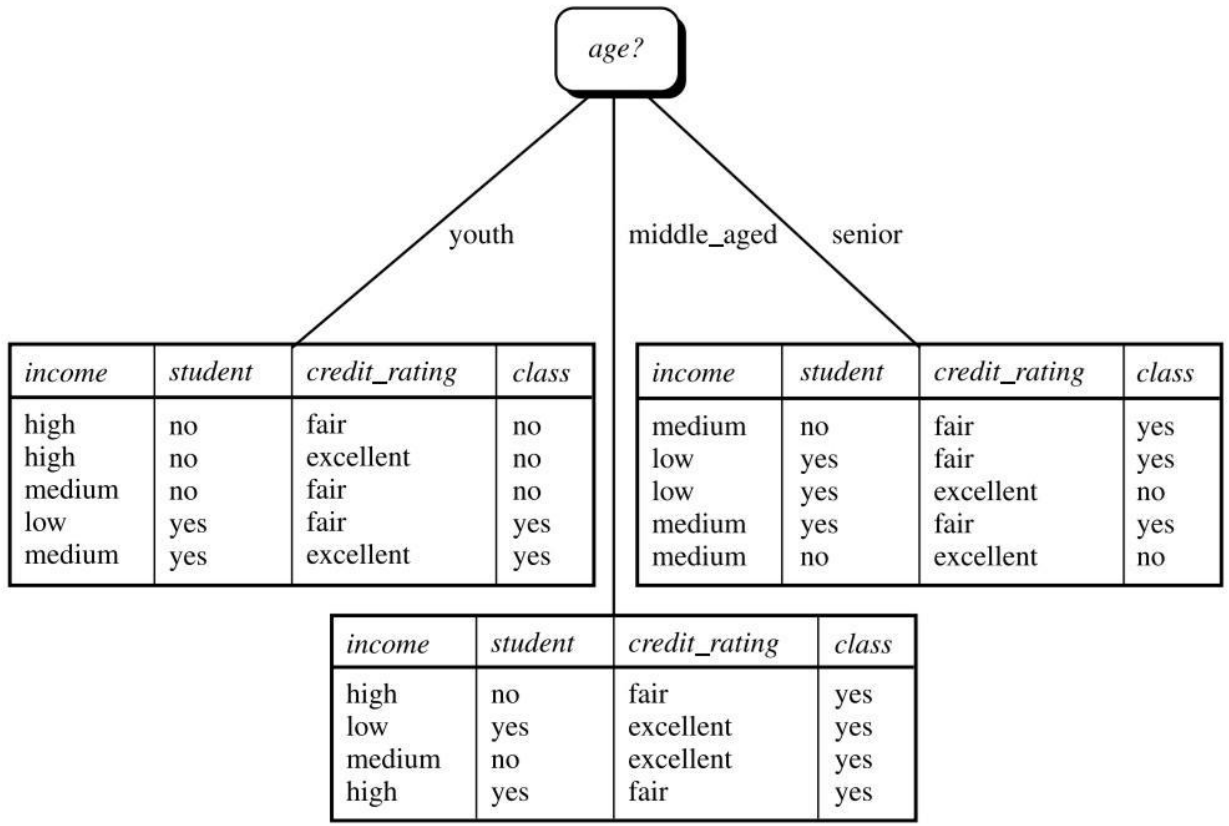 age?
youth
middle_aged
senior
income student credit_rating class
high no fair no
high no excellent no
medium no fair no
low yes fair yes
medium yes excellent yes
income student credit_rating class
medium no fair yes
low yes fair yes
low yes excellent no
medium yes fair yes
medium no excellent no
income student credit_rating class
high no fair yes
low yes excellent yes
medium no excellent yes
high yes fair yes